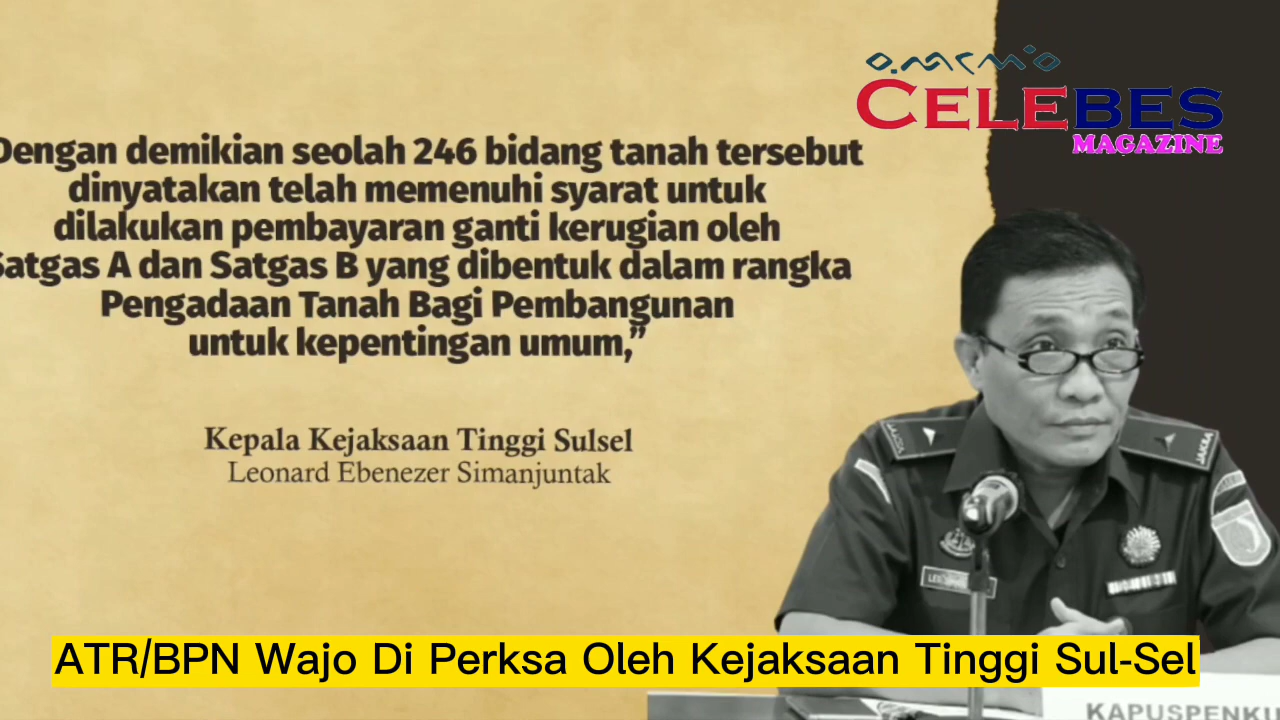 CELEBES
MAGAZINE
Dengan demikian seolah 246 bidang tanah tersebut
dinyatakan telah memenuhi syarat untuk
dilakukan pembayaran ganti kerugian oleh
Satgas A dan Satgas B yang dibentuk dalam rangka
Pengadaan Tanah Bagi Pembangunan
untuk kepentingan umum,”
Kepala Kejaksaan Tinggi Sulsel
Leonard Ebenezer Simanjuntak
JAKSA
JAKSA
ATR/BPN Wajo Di Perksa Oleh Kejaksaan Tinggi Sul-Sel
KAPUSPENKU